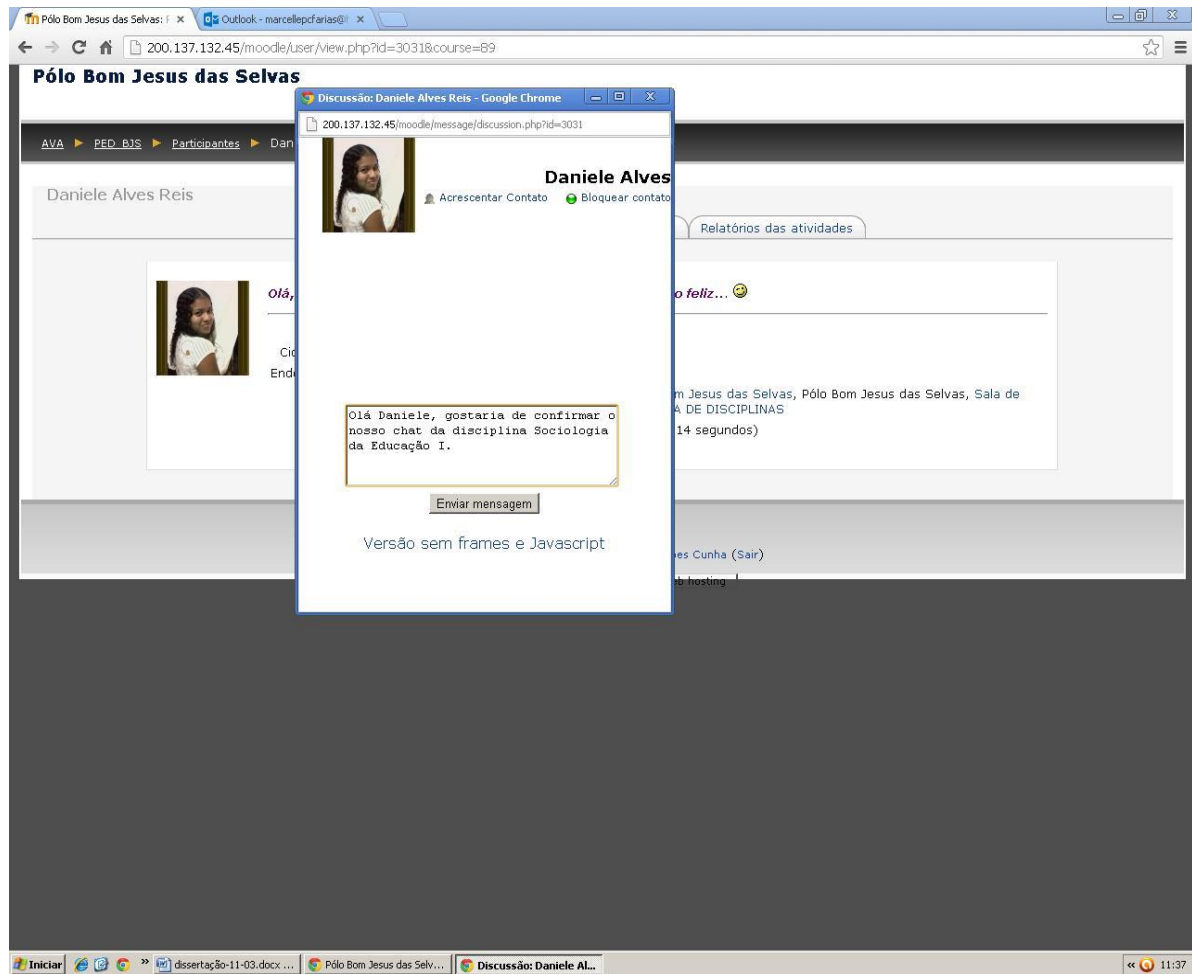 Pólo Bom Jesus das Selvas: F
Outlook - marcellepcfarias@
200.137.132.45/moodle/user/view.php?id=3031&course=89
Pólo Bom Jesus das Selvas
Discussão: Daniele Alves Reis - Google Chrome
200.137.132.45/moodle/message/discussion.php?id=3031
AVA ► PED_BJS ► Participantes ► Dan
Daniele Alves
Acrescentar Contato Bloquear contato
Daniele Alves Reis
Relatórios das atividades
Olá, o feliz...
Cid
Ende
m Jesus das Selvas, Pólo Bom Jesus das Selvas, Sala de
A DE DISCIPLINAS
14 segundos)
Olá Daniele, gostaria de confirmar o
nosso chat da disciplina Sociologia
da Educação I.
Enviar mensagem
Versão sem frames e Javascript
es Cunha (Sair)
eb hosting
Iniciar » dissertação-11-03.docx ... Pólo Bom Jesus das Selv... Discussão: Daniele Al... « 11:37